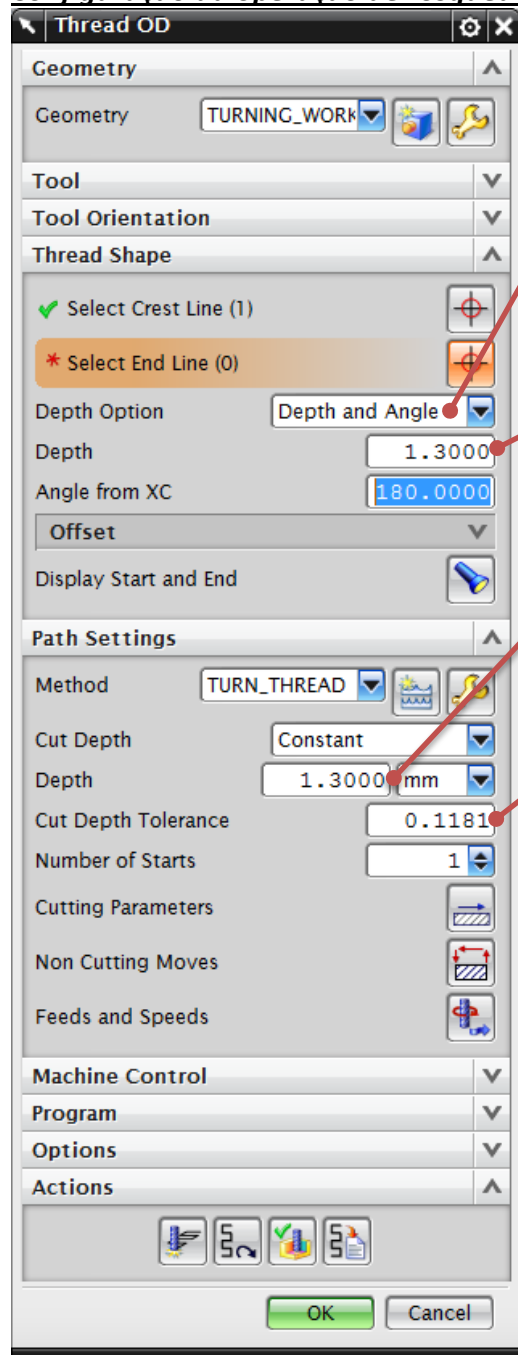 Thread OD
Geometry
Geometry TURNING_WORK
Tool
Tool Orientation
Thread Shape
Select Crest Line (1)
* Select End Line (0)
Depth Option Depth and Angle
Depth 1.3000
Angle from XC 180.0000
Offset
Display Start and End
Path Settings
Method TURN_THREAD
Cut Depth Constant
Depth 1.3000 mm
Cut Depth Tolerance 0.1181
Number of Starts 1
Cutting Parameters
Non Cutting Moves
Feeds and Speeds
Machine Control
Program
Options
Actions
OK Cancel